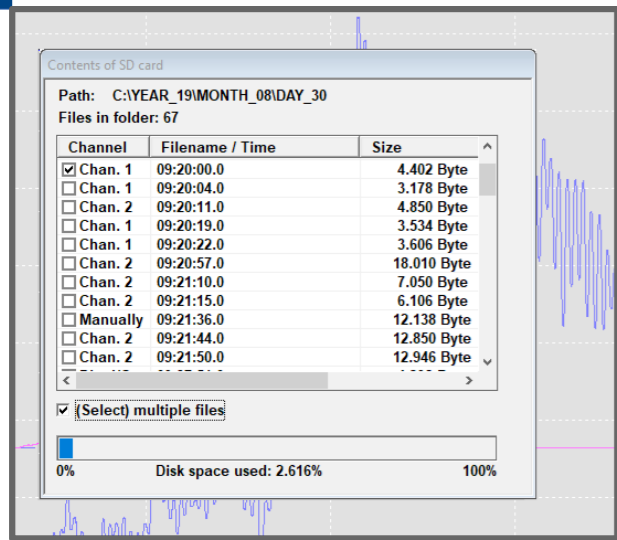 Contents of SD card
Path: C:\YEAR_19\MONTH_08\DAY_30
Files in folder: 67
Channel Filename / Time Size
Chan. 1 09:20:00.0 4.402 Byte
Chan. 1 09:20:04.0 3.178 Byte
Chan. 2 09:20:11.0 4.850 Byte
Chan. 1 09:20:19.0 3.534 Byte
Chan. 1 09:20:22.0 3.606 Byte
Chan. 2 09:20:57.0 18.010 Byte
Chan. 2 09:21:10.0 7.050 Byte
Chan. 2 09:21:15.0 6.106 Byte
Manually 09:21:36.0 12.138 Byte
Chan. 2 09:21:44.0 12.850 Byte
Chan. 2 09:21:50.0 12.946 Byte
(Select) multiple files
0% Disk space used: 2.616% 100%